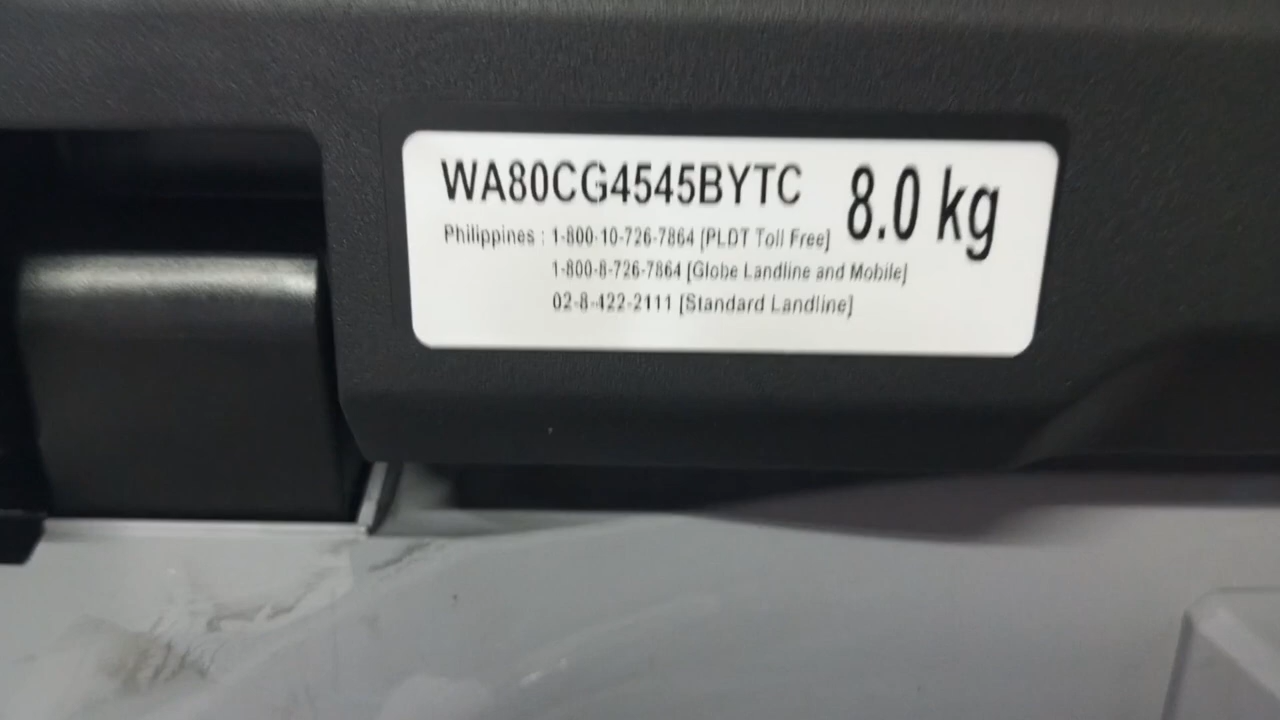 WA80CG4545BYTC 8.0 kg
Philippines : 1-800-10-726-7864 [PLDT Toll Free]
1-800-8-726-7864 [Globe Landline and Mobile]
02-8-422-2111 [Standard Landline]